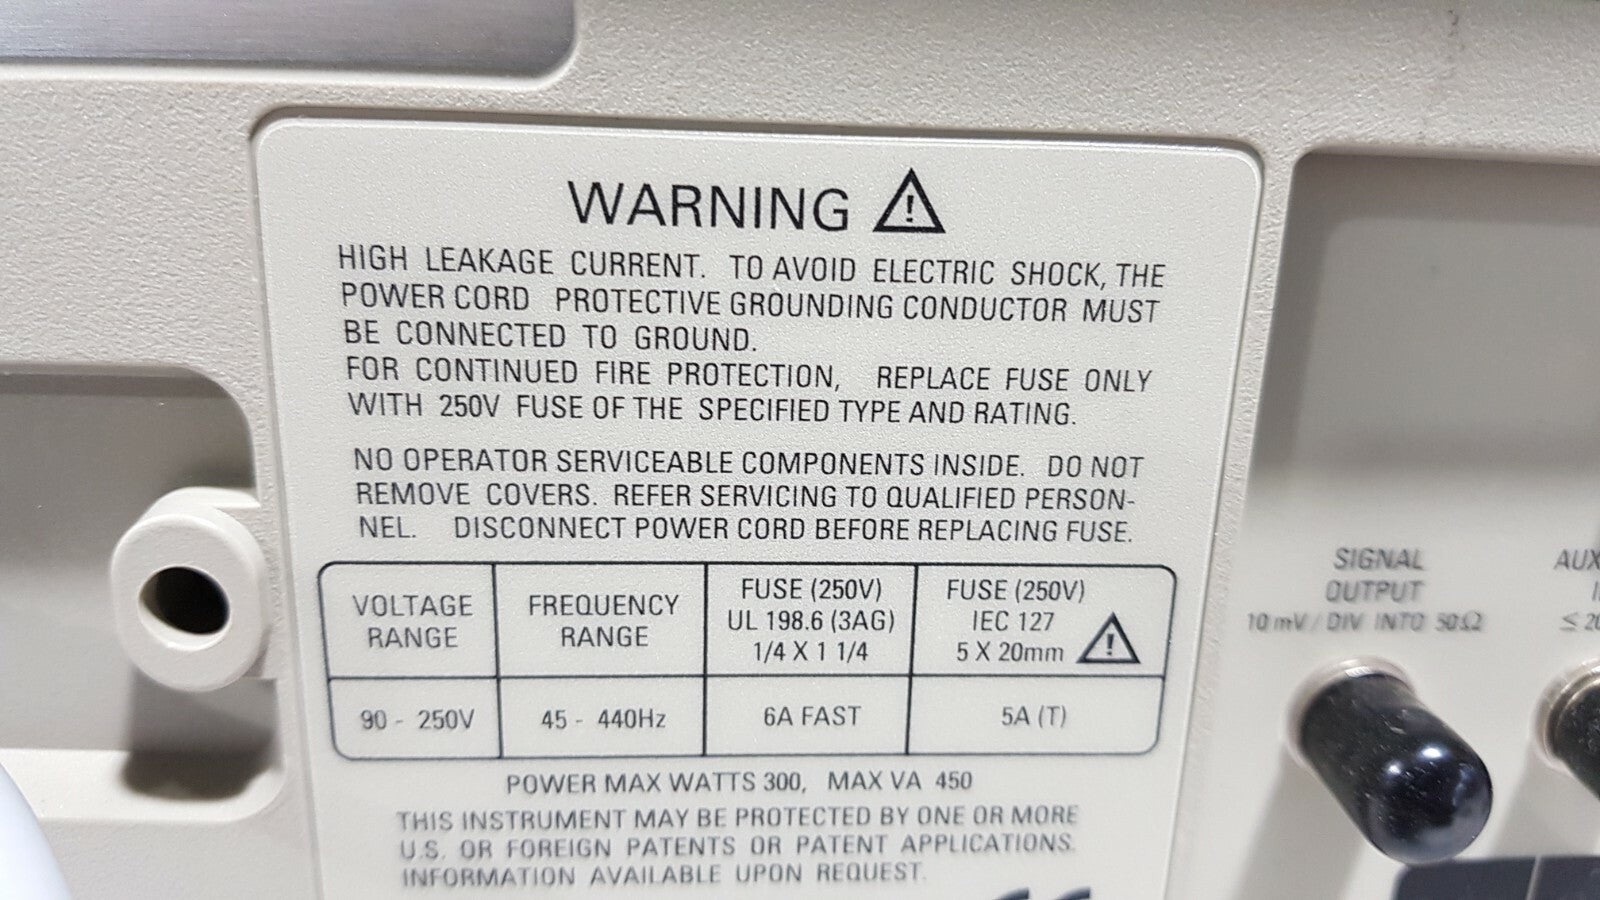 WARNING
HIGH LEAKAGE CURRENT. TO AVOID ELECTRIC SHOCK, THE
POWER CORD PROTECTIVE GROUNDING CONDUCTOR MUST
BE CONNECTED TO GROUND.
FOR CONTINUED FIRE PROTECTION, REPLACE FUSE ONLY
WITH 250V FUSE OF THE SPECIFIED TYPE AND RATING.
NO OPERATOR SERVICEABLE COMPONENTS INSIDE. DO NOT
REMOVE COVERS. REFER SERVICING TO QUALIFIED PERSON-
NEL. DISCONNECT POWER CORD BEFORE REPLACING FUSE.
VOLTAGE
RANGE
FREQUENCY
RANGE
FUSE (250V)
UL 198.6 (3AG)
1/4 X 1 1/4
FUSE (250V)
IEC 127
5 X 20mm
90 - 250V
45 - 440Hz
6A FAST
5A (T)
POWER MAX WATTS 300, MAX VA 450
THIS INSTRUMENT MAY BE PROTECTED BY ONE OR MORE
U.S. OR FOREIGN PATENTS OR PATENT APPLICATIONS.
INFORMATION AVAILABLE UPON REQUEST.
SIGNAL
OUTPUT
10 mV / DIV INTO 50Ω
AUX